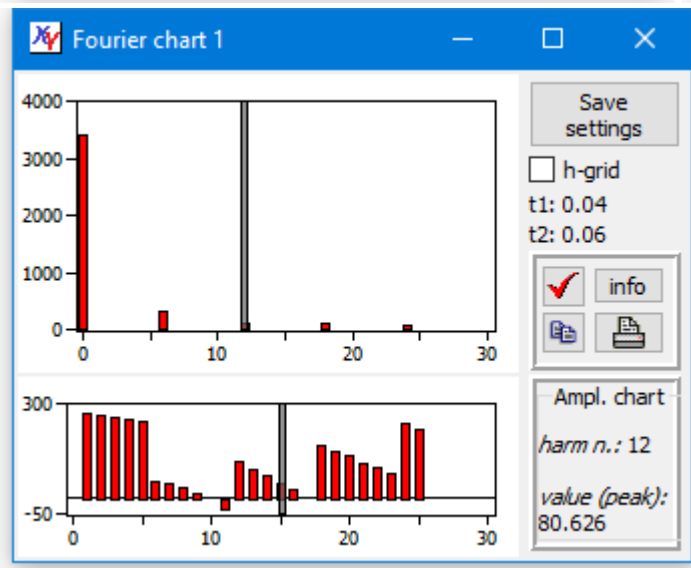 XY Fourier chart 1
4000
3000
2000
1000
0
0 10 20 30
300
-50
0 10 20 30
Save
settings
h-grid
t1: 0.04
t2: 0.06
info
Ampl. chart
harm n.: 12
value (peak):
80.626